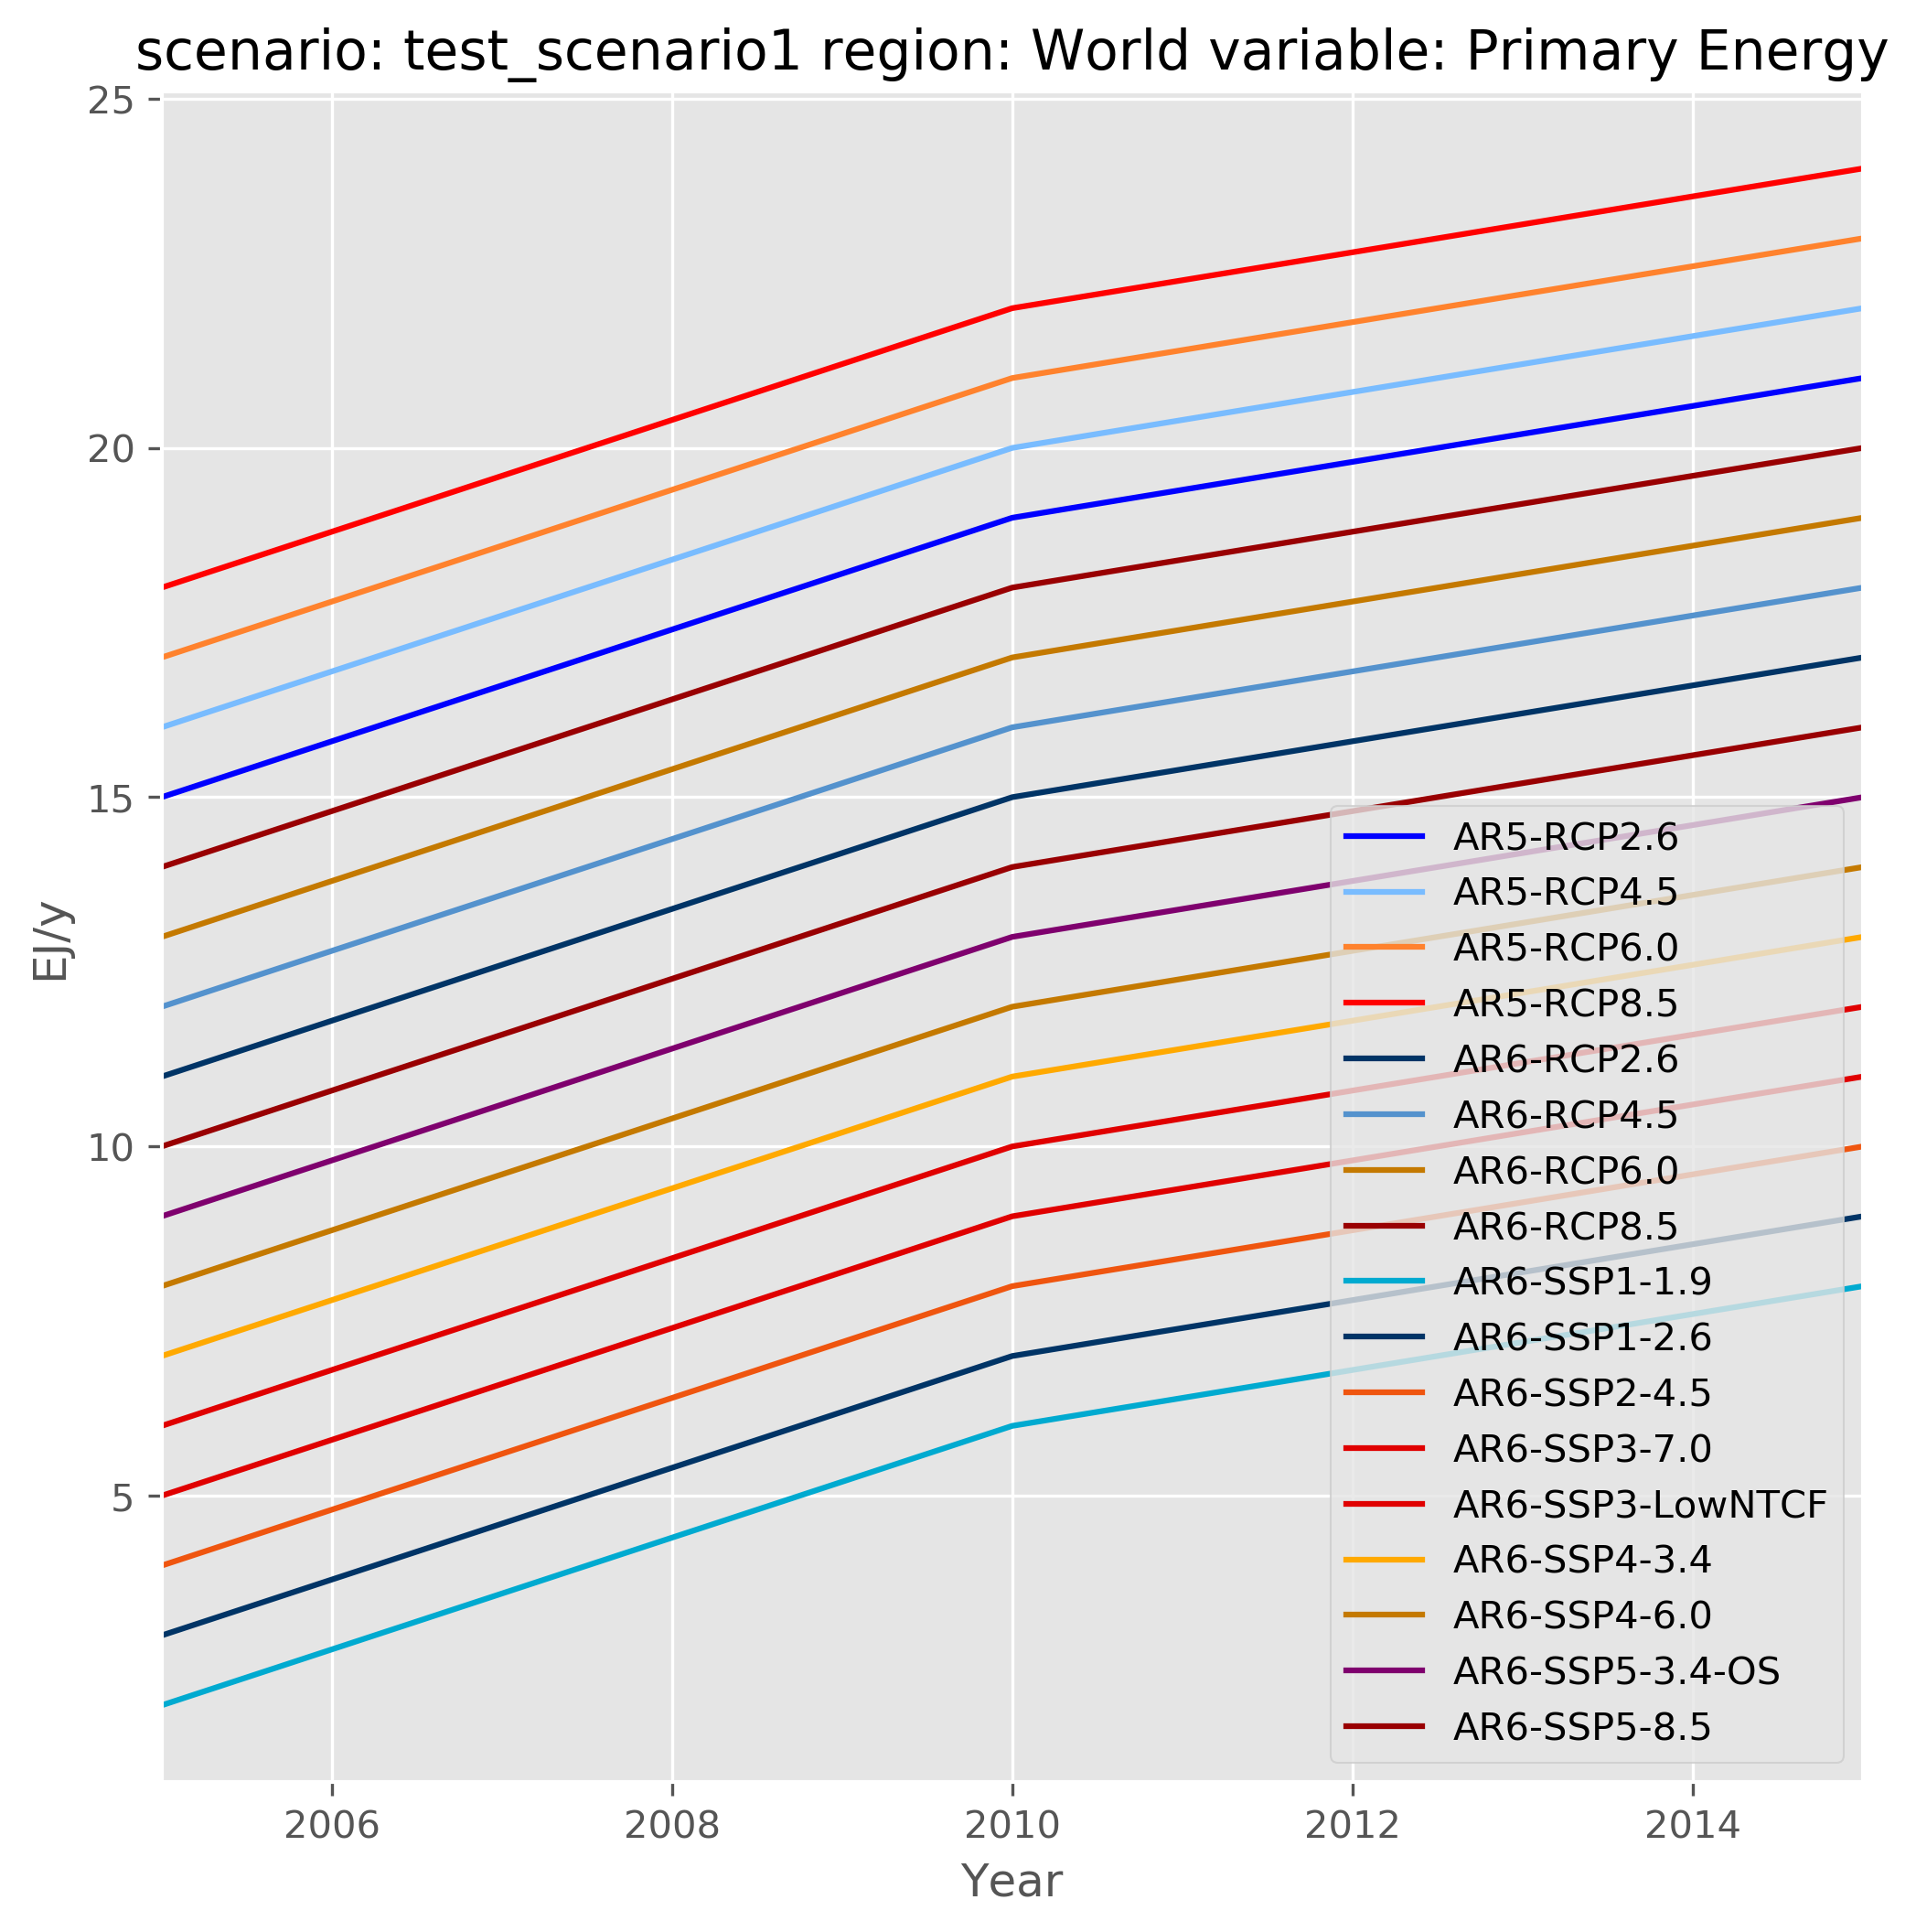 scenario: test_scenario1 region: World variable: Primary Energy
25
20
15
10
5
EJ/y
2006 2008 2010 2012 2014
Year
AR5-RCP2.6
AR5-RCP4.5
AR5-RCP6.0
AR5-RCP8.5
AR6-RCP2.6
AR6-RCP4.5
AR6-RCP6.0
AR6-RCP8.5
AR6-SSP1-1.9
AR6-SSP1-2.6
AR6-SSP2-4.5
AR6-SSP3-7.0
AR6-SSP3-LowNTCF
AR6-SSP4-3.4
AR6-SSP4-6.0
AR6-SSP5-3.4-OS
AR6-SSP5-8.5